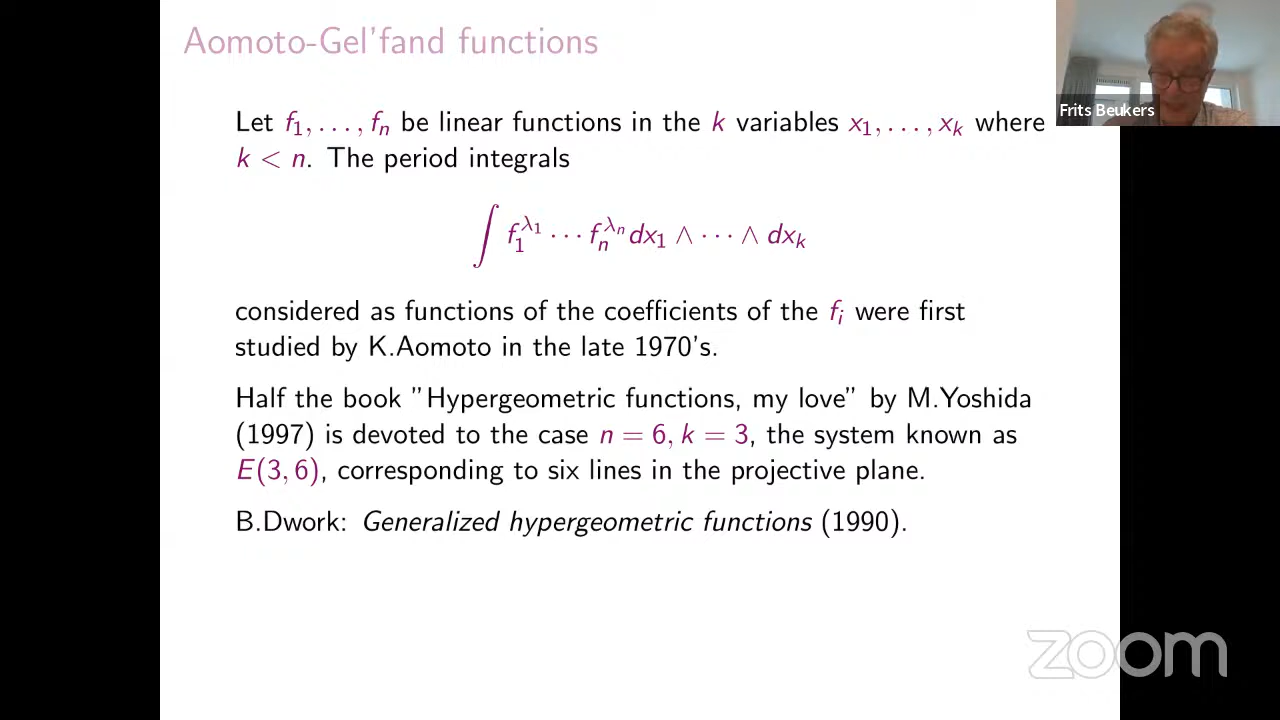 Aomoto-Gel'fand functions
Let f₁, . . . , fₙ be linear functions in the k variables x₁, . . . , xₖ where
k < n. The period integrals
∫ f₁^{λ₁} · · · fₙ^{λₙ} dx₁ ∧ · · · ∧ dxₖ
considered as functions of the coefficients of the fᵢ were first
studied by K.Aomoto in the late 1970's.
Half the book "Hypergeometric functions, my love" by M.Yoshida
(1997) is devoted to the case n = 6, k = 3, the system known as
E(3, 6), corresponding to six lines in the projective plane.
B.Dwork: Generalized hypergeometric functions (1990).
Frits Beukers
zoom